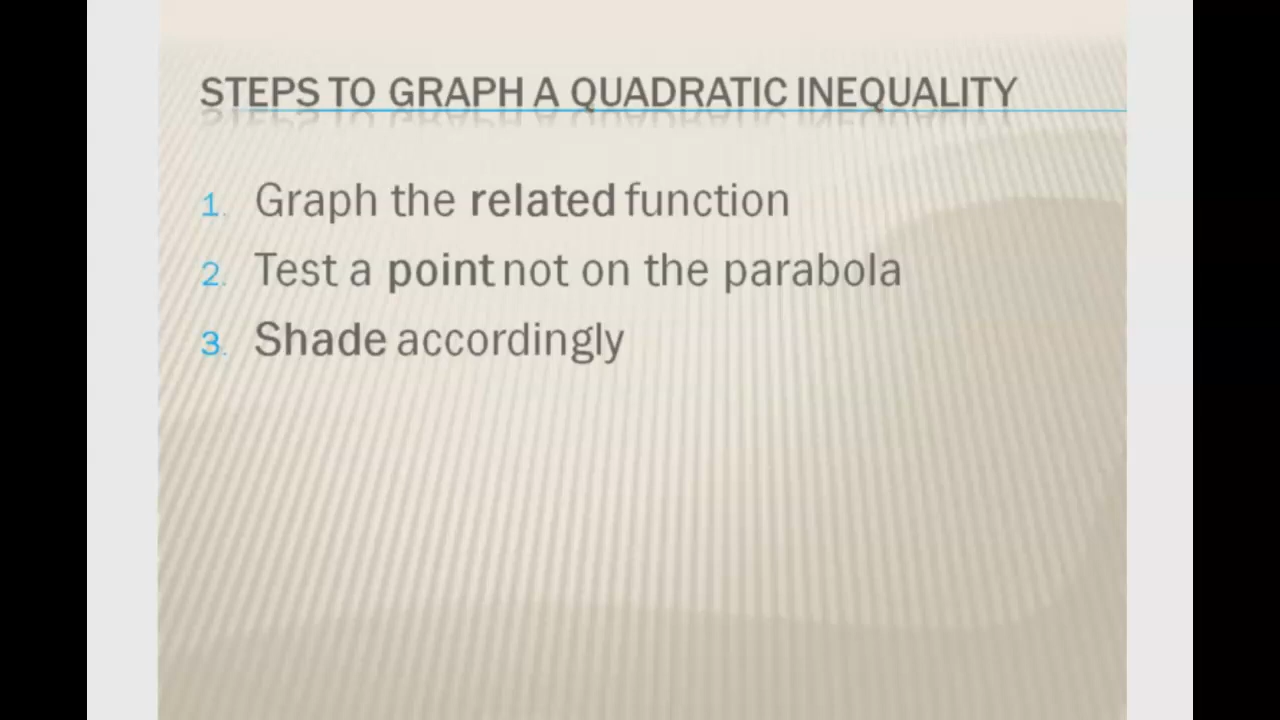 STEPS TO GRAPH A QUADRATIC INEQUALITY
1. Graph the related function
2. Test a point not on the parabola
3. Shade accordingly